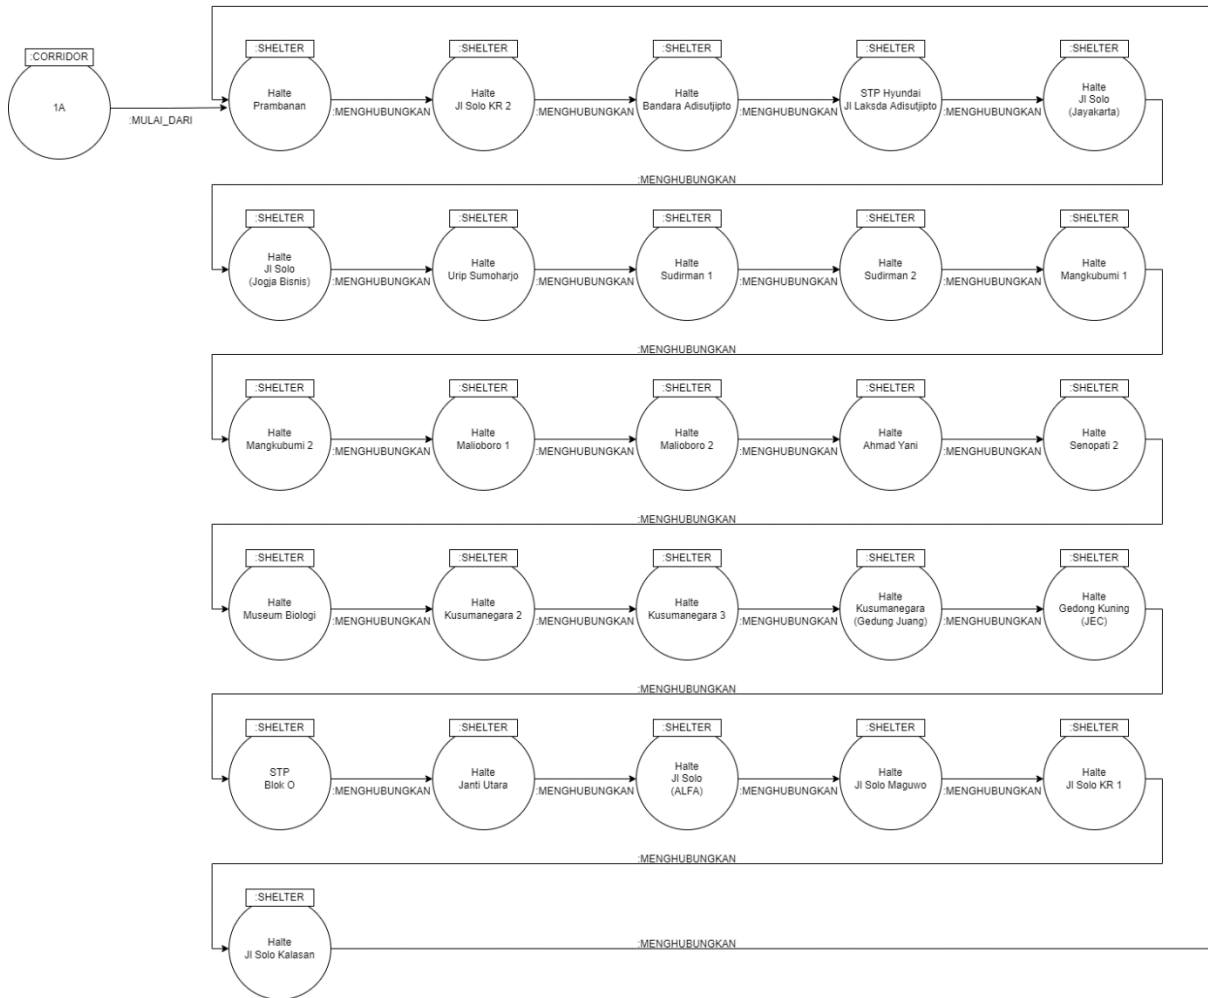 :CORRIDOR
1A
:MULAI_DARI
:SHELTER
Halte
Prambanan
:MENGHUBUNGKAN
:SHELTER
Halte
Jl Solo KR 2
:MENGHUBUNGKAN
:SHELTER
Halte
Bandara Adisutjipto
:MENGHUBUNGKAN
:SHELTER
STP Hyundai
Jl Laksda Adisutjipto
:MENGHUBUNGKAN
:SHELTER
Halte
Jl Solo
(Jayakarta)
:MENGHUBUNGKAN
:SHELTER
Halte
Jl Solo
(Jogja Bisnis)
:MENGHUBUNGKAN
:SHELTER
Halte
Urip Sumoharjo
:MENGHUBUNGKAN
:SHELTER
Halte
Sudirman 1
:MENGHUBUNGKAN
:SHELTER
Halte
Sudirman 2
:MENGHUBUNGKAN
:SHELTER
Halte
Mangkubumi 1
:MENGHUBUNGKAN
:SHELTER
Halte
Mangkubumi 2
:MENGHUBUNGKAN
:SHELTER
Halte
Malioboro 1
:MENGHUBUNGKAN
:SHELTER
Halte
Malioboro 2
:MENGHUBUNGKAN
:SHELTER
Halte
Ahmad Yani
:MENGHUBUNGKAN
:SHELTER
Halte
Senopati 2
:MENGHUBUNGKAN
:SHELTER
Halte
Museum Biologi
:MENGHUBUNGKAN
:SHELTER
Halte
Kusumanegara 2
:MENGHUBUNGKAN
:SHELTER
Halte
Kusumanegara 3
:MENGHUBUNGKAN
:SHELTER
Halte
Kusumanegara
(Gedung Juang)
:MENGHUBUNGKAN
:SHELTER
Halte
Gedong Kuning
(JEC)
:MENGHUBUNGKAN
:SHELTER
STP
Blok O
:MENGHUBUNGKAN
:SHELTER
Halte
Janti Utara
:MENGHUBUNGKAN
:SHELTER
Halte
Jl Solo
(ALFA)
:MENGHUBUNGKAN
:SHELTER
Halte
Jl Solo Maguwo
:MENGHUBUNGKAN
:SHELTER
Halte
Jl Solo KR 1
:MENGHUBUNGKAN
:SHELTER
Halte
Jl Solo Kalasan
:MENGHUBUNGKAN